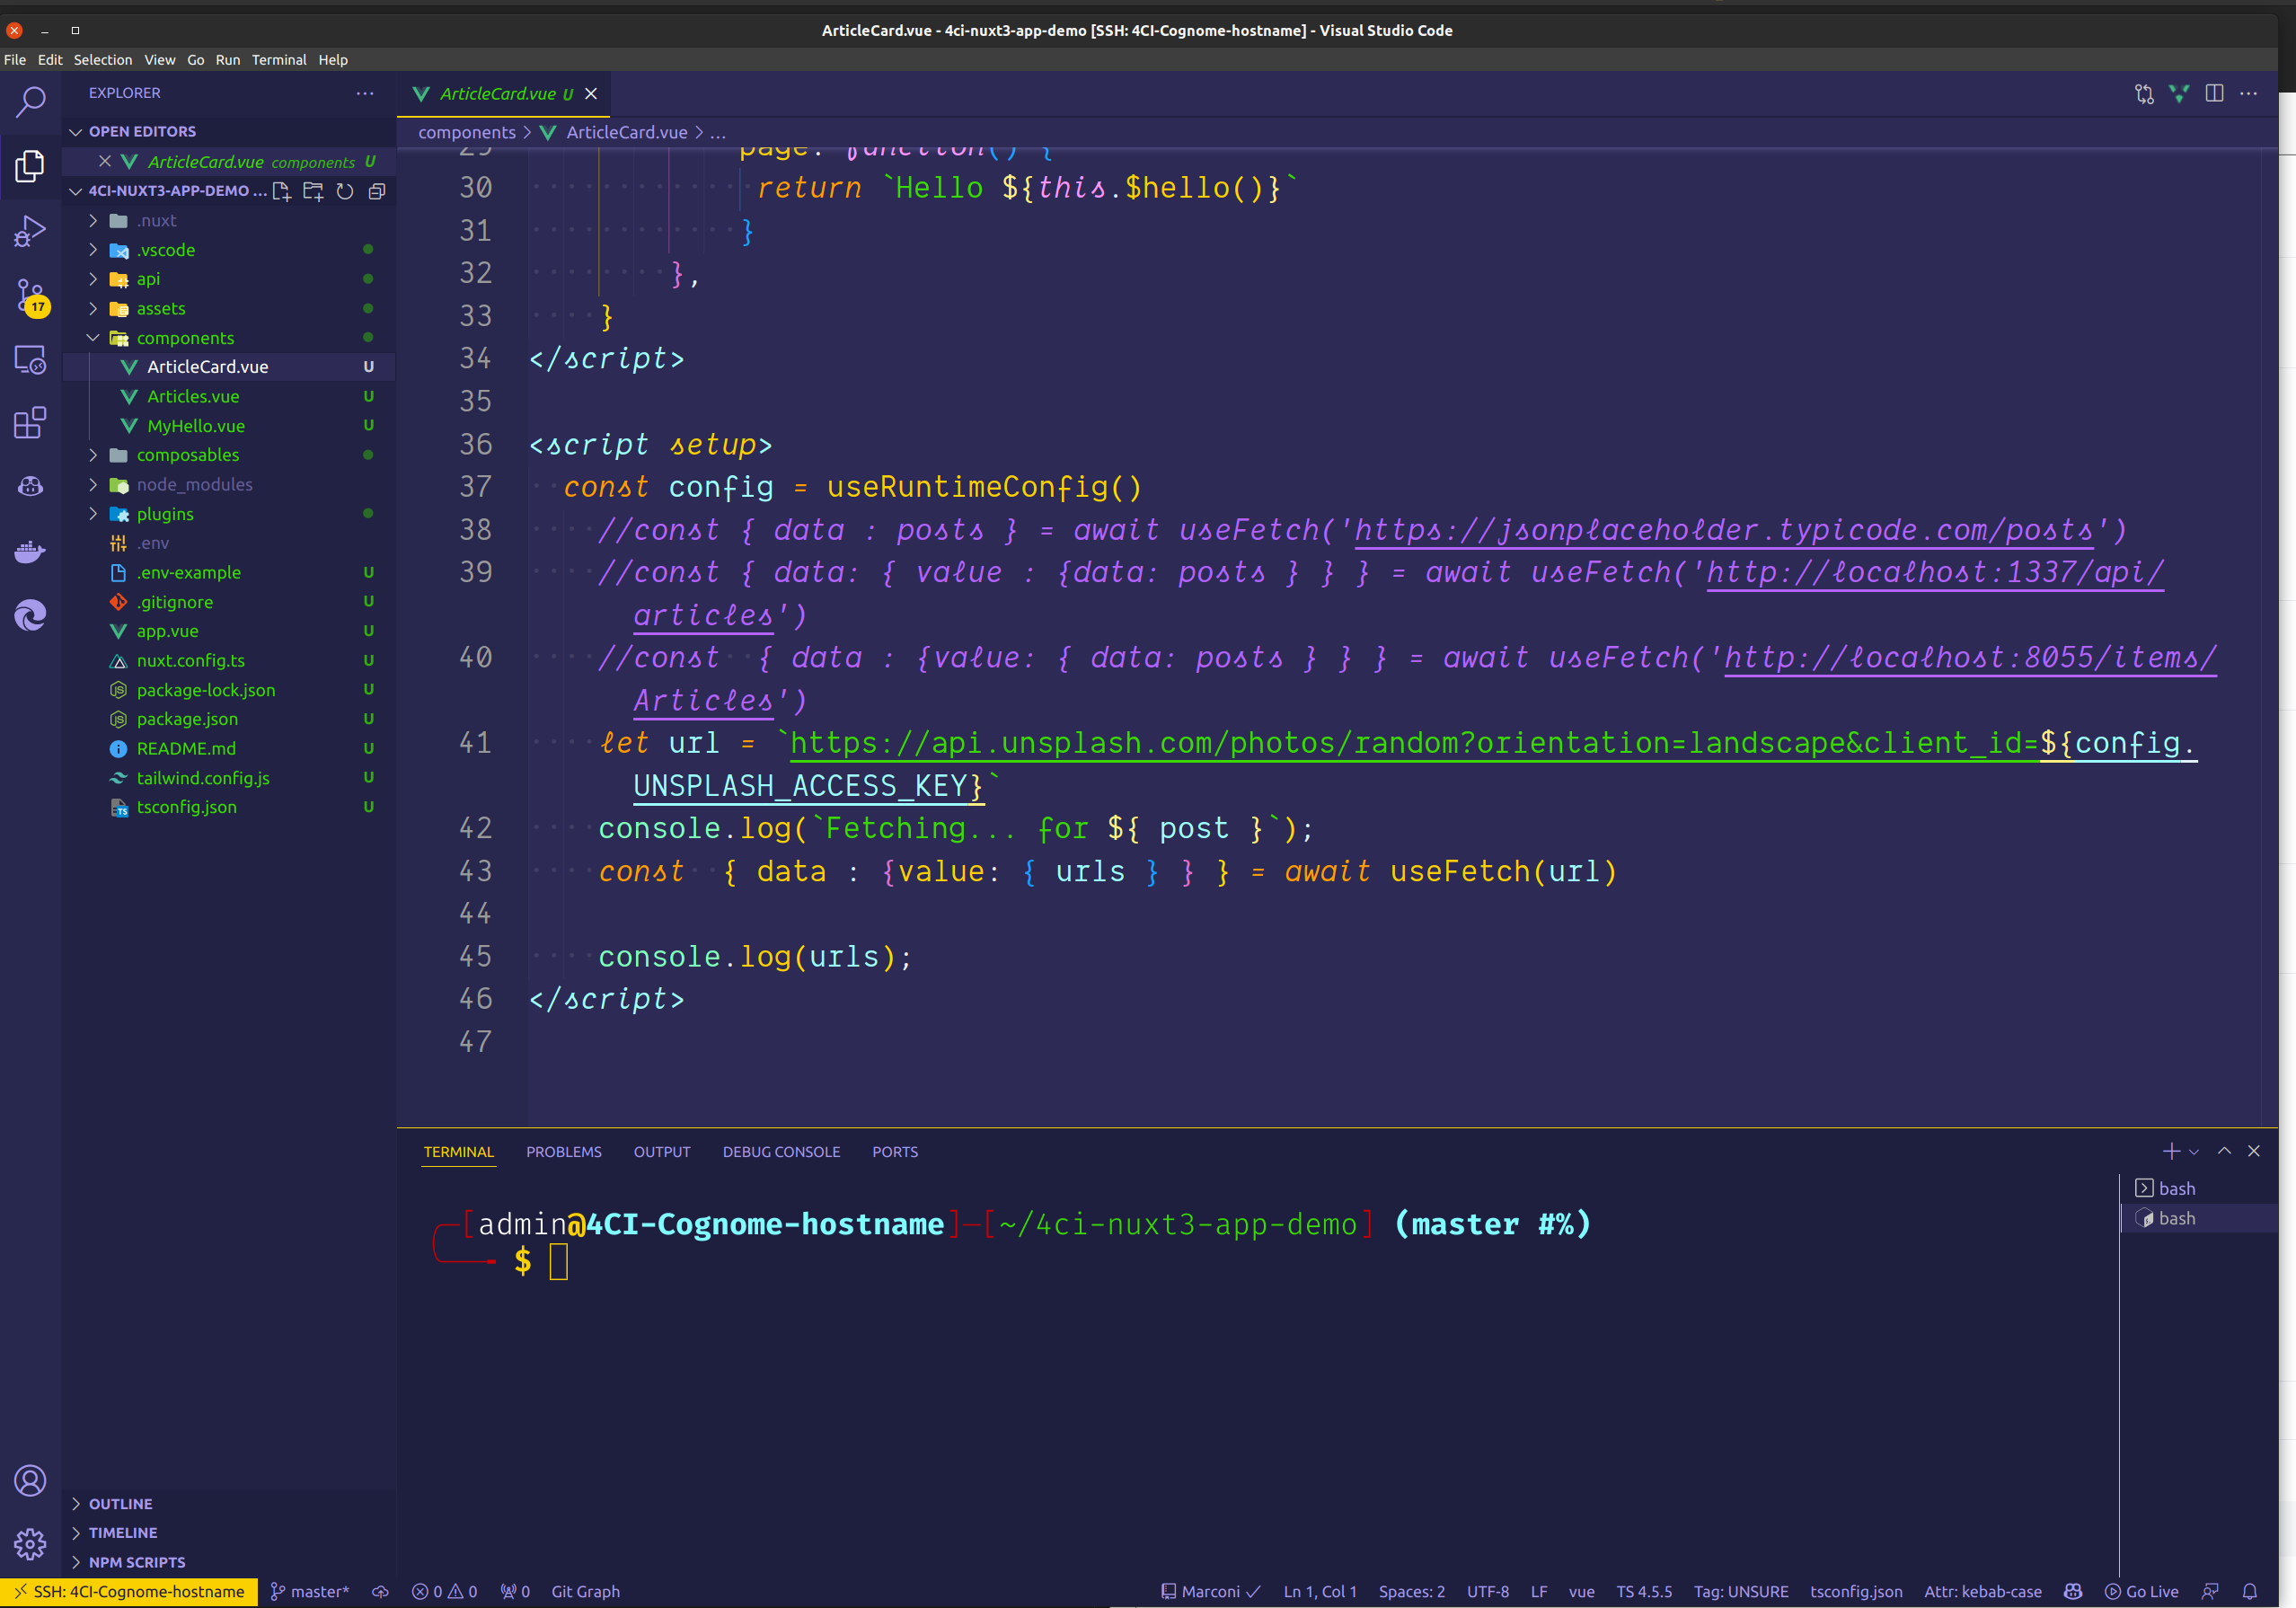 ArticleCard.vue - 4ci-nuxt3-app-demo [SSH: 4CI-Cognome-hostname] - Visual Studio Code
File Edit Selection View Go Run Terminal Help
EXPLORER
OPEN EDITORS
ArticleCard.vue components U
4CI-NUXT3-APP-DEMO ...
.nuxt
.vscode
api
assets
17
components
ArticleCard.vue U
Articles.vue U
MyHello.vue U
composables
node_modules
plugins
.env
.env-example U
.gitignore U
app.vue U
nuxt.config.ts U
package-lock.json U
package.json U
README.md U
tailwind.config.js U
tsconfig.json U
OUTLINE
TIMELINE
NPM SCRIPTS
ArticleCard.vue U
components > ArticleCard.vue > ...
29 page: function() {
30 return `Hello ${this.$hello()}`
31 }
32 },
33 }
34 </script>
35
36 <script setup>
37 const config = useRuntimeConfig()
38 //const { data : posts } = await useFetch('https://jsonplaceholder.typicode.com/posts')
39 //const { data: { value : {data: posts } } } = await useFetch('http://localhost:1337/api/
articles')
40 //const  { data : {value: { data: posts } } } = await useFetch('http://localhost:8055/items/
Articles')
41 let url = `https://api.unsplash.com/photos/random?orientation=landscape&client_id=${config.
UNSPLASH_ACCESS_KEY}`
42 console.log(`Fetching... for ${ post }`);
43 const  { data : {value: { urls } } } = await useFetch(url)
44
45 console.log(urls);
46 </script>
47
TERMINAL PROBLEMS OUTPUT DEBUG CONSOLE PORTS
[admin@4CI-Cognome-hostname]-[~/4ci-nuxt3-app-demo] (master #%)
$
bash
bash
SSH: 4CI-Cognome-hostname master* 0 0 0 Git Graph Marconi Ln 1, Col 1 Spaces: 2 UTF-8 LF vue TS 4.5.5 Tag: UNSURE tsconfig.json Attr: kebab-case Go Live